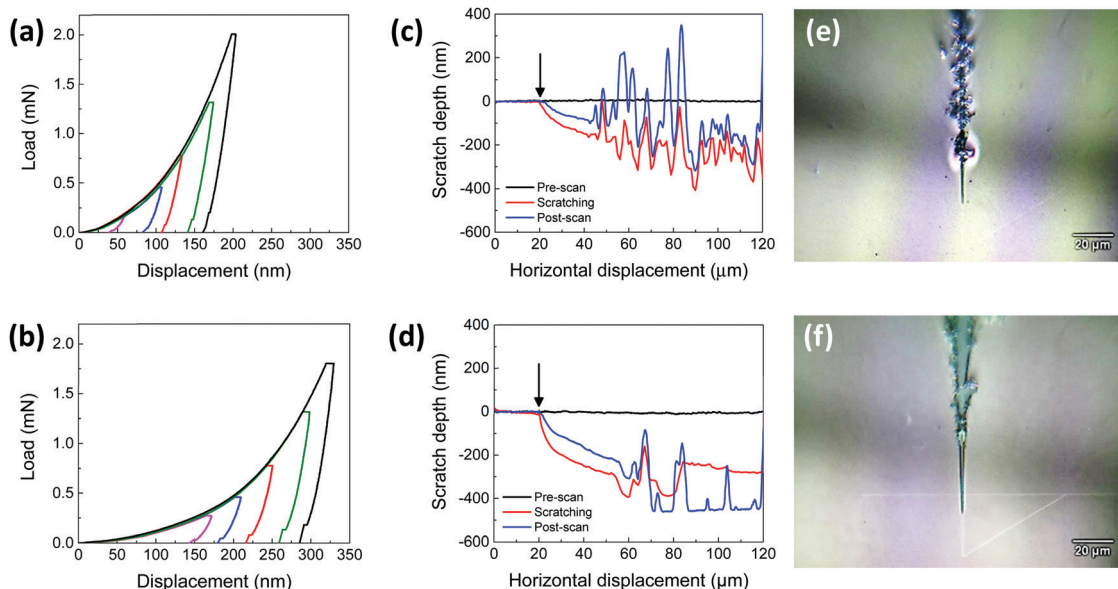 (a)
2.0
1.5
1.0
0.5
0.0
Load (mN)
0 50 100 150 200 250 300 350
Displacement (nm)
(c)
400
200
0
-200
-400
-600
Scratch depth (nm)
Pre-scan
Scratching
Post-scan
0 20 40 60 80 100 120
Horizontal displacement (μm)
(e)
20 μm
(b)
2.0
1.5
1.0
0.5
0.0
Load (mN)
0 50 100 150 200 250 300 350
Displacement (nm)
(d)
400
200
0
-200
-400
-600
Scratch depth (nm)
Pre-scan
Scratching
Post-scan
0 20 40 60 80 100 120
Horizontal displacement (μm)
(f)
20 μm